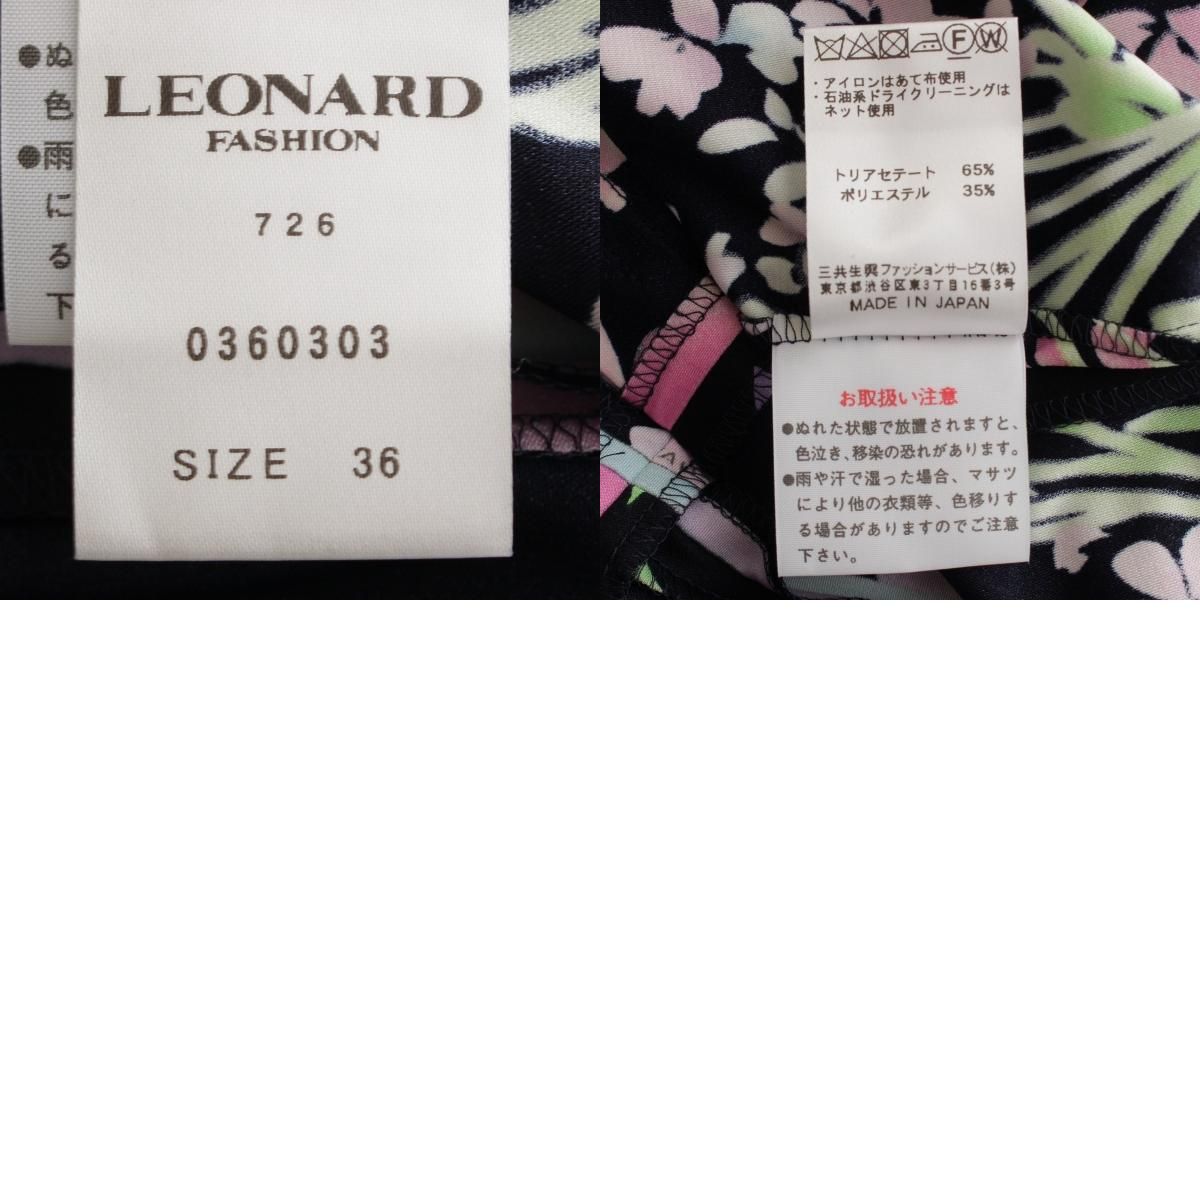 ●ぬ
色
●雨
に
る
下
LEONARD
FASHION
726
0360303
SIZE 36
F W
・アイロンはあて布使用
・石油系ドライクリーニングは
ネット使用
トリアセテート 65%
ポリエステル 35%
三共生興ファッションサービス(株)
東京都渋谷区東3丁目16番3号
MADE IN JAPAN
お取扱い注意
●ぬれた状態で放置されますと、
色泣き、移染の恐れがあります。
●雨や汗で湿った場合、マサツ
により他の衣類等、色移りす
る場合がありますのでご注意
下さい。